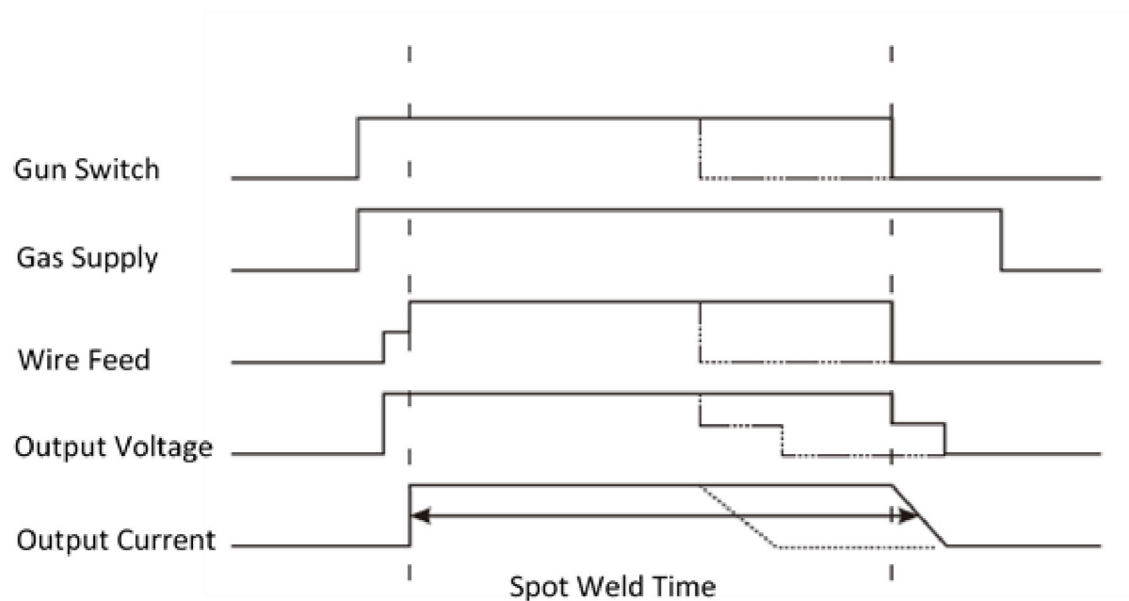 Gun Switch
Gas Supply
Wire Feed
Output Voltage
Output Current
Spot Weld Time